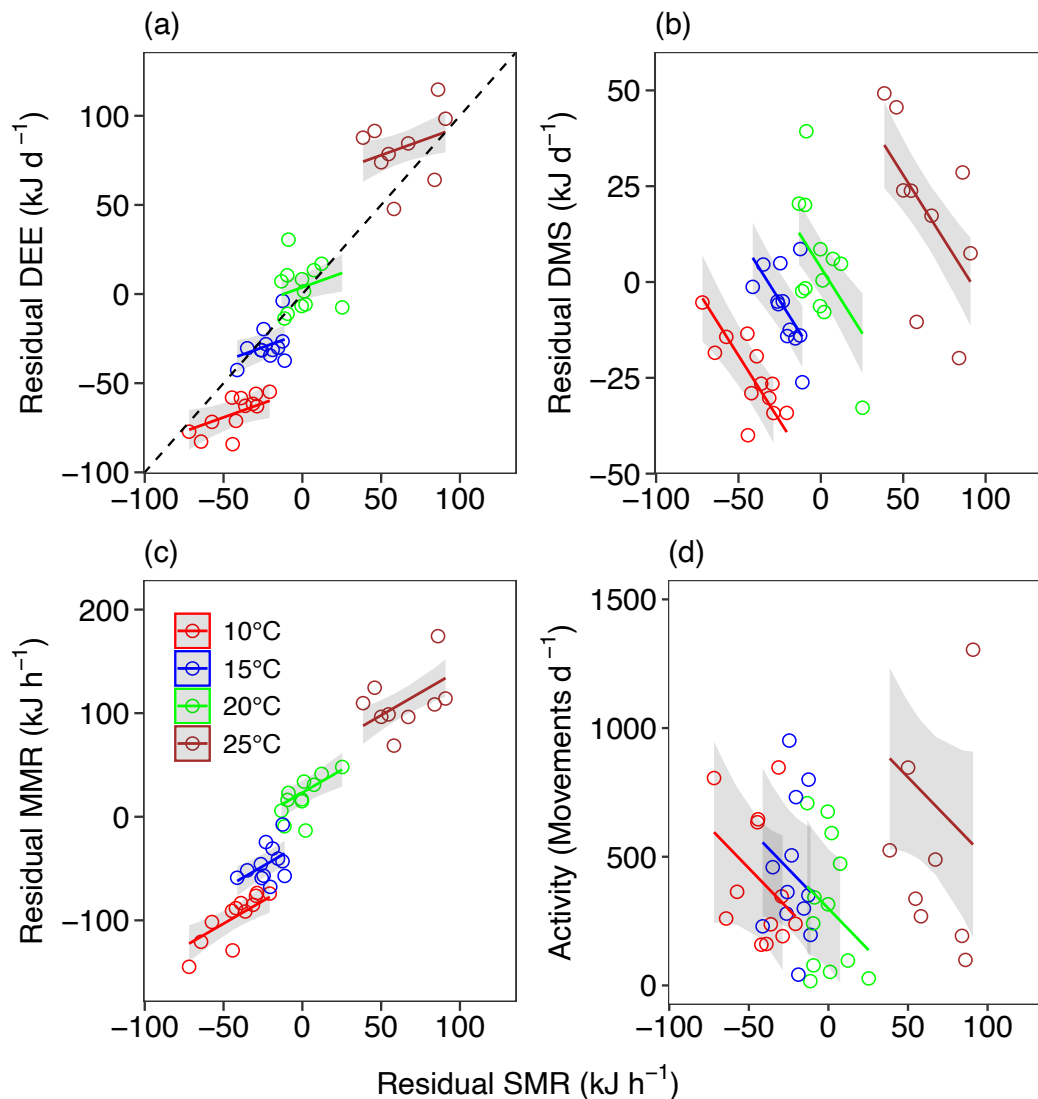 (a)
Residual DEE (kJ d⁻¹)
100
50
0
−50
−100
−100 −50 0 50 100
(b)
Residual DMS (kJ d⁻¹)
50
25
0
−25
−50
−100 −50 0 50 100
(c)
Residual MMR (kJ h⁻¹)
200
100
0
−100
10°C
15°C
20°C
25°C
−100 −50 0 50 100
(d)
Activity (Movements d⁻¹)
1500
1000
500
0
−100 −50 0 50 100
Residual SMR (kJ h⁻¹)